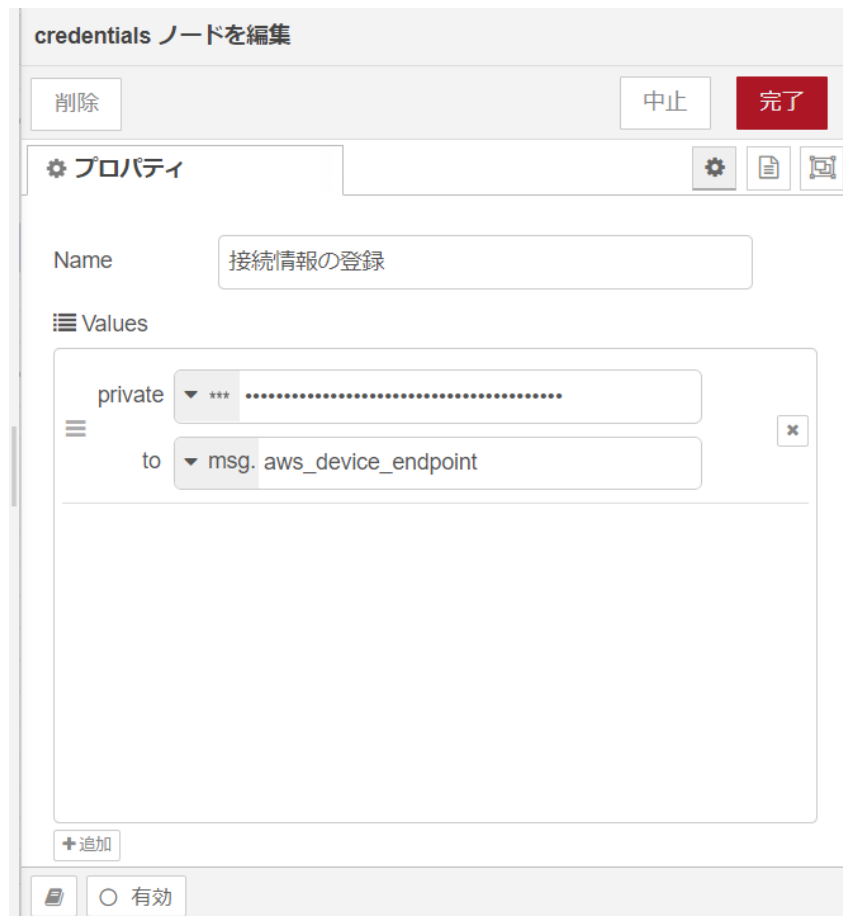 credentials ノードを編集
削除 中止 完了
プロパティ
Name 接続情報の登録
Values
private *** •••••••••••••••••••••••••••••••••••••••••
to msg. aws_device_endpoint
追加
有効